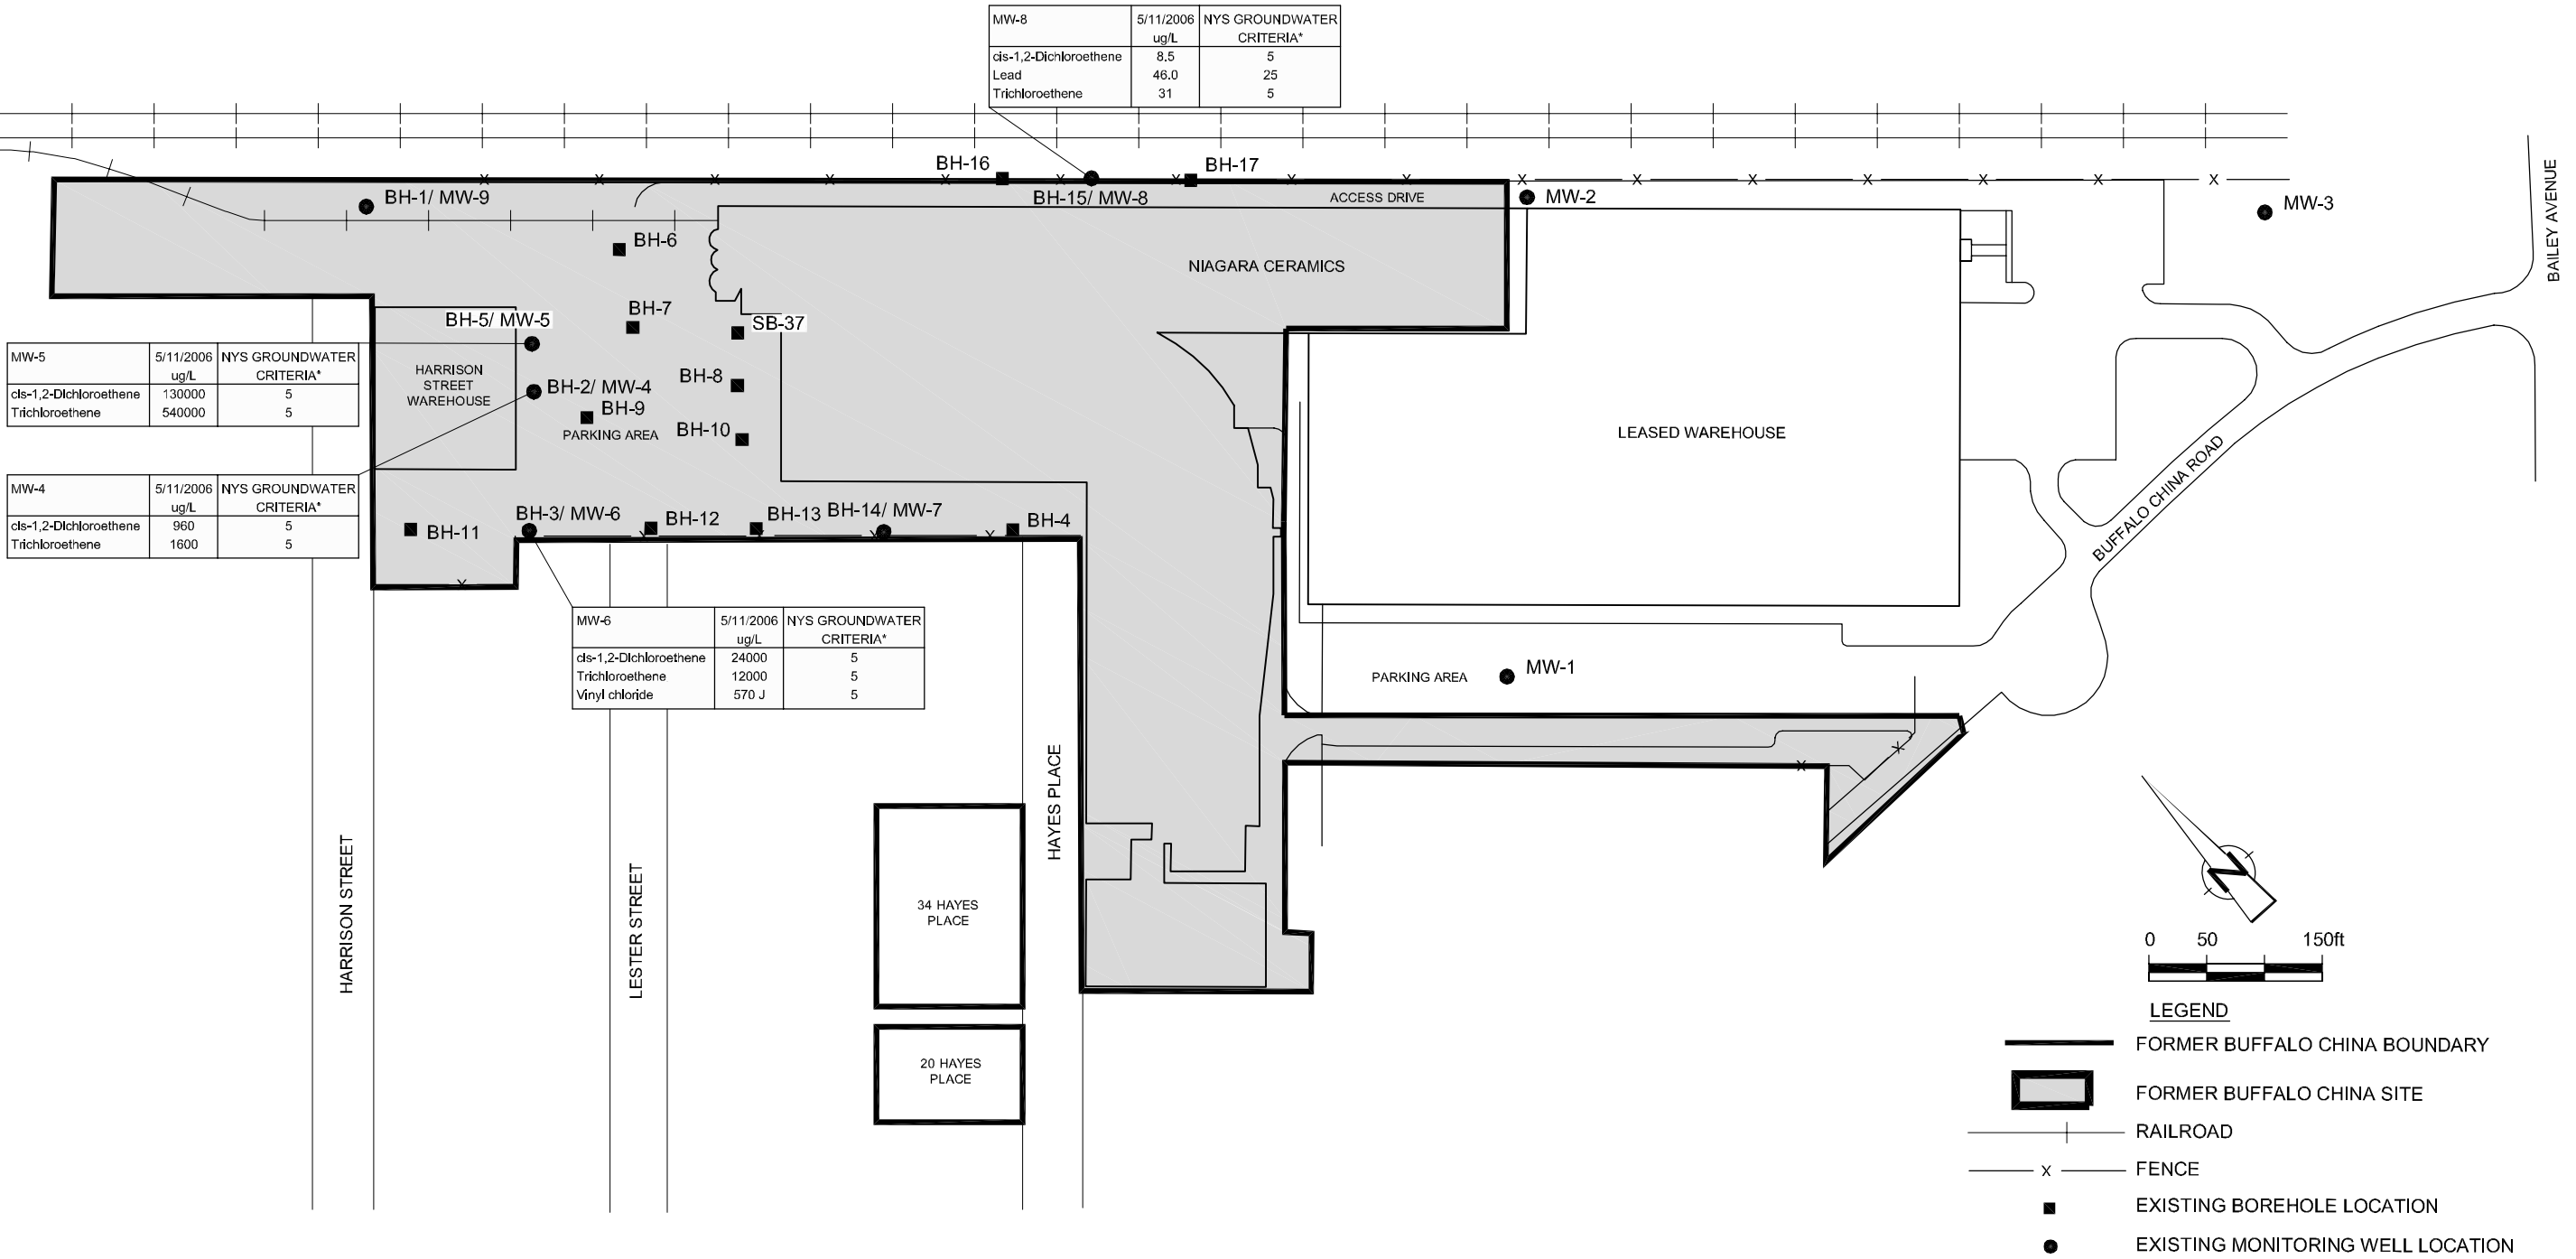 MW-8 5/11/2006 NYS GROUNDWATER
ug/L CRITERIA*
cis-1,2-Dichloroethene 8.5 5
Lead 46.0 25
Trichloroethene 31 5
BH-16
BH-17
BH-1/ MW-9
BH-15/ MW-8
ACCESS DRIVE
MW-2
MW-3
BAILEY AVENUE
BH-6
NIAGARA CERAMICS
BH-7
BH-5/ MW-5
SB-37
MW-5 5/11/2006 NYS GROUNDWATER
ug/L CRITERIA*
cis-1,2-Dichloroethene 130000 5
Trichloroethene 540000 5
HARRISON
STREET
WAREHOUSE
BH-2/ MW-4
BH-8
BH-9
PARKING AREA
BH-10
LEASED WAREHOUSE
BUFFALO CHINA ROAD
MW-4 5/11/2006 NYS GROUNDWATER
ug/L CRITERIA*
cis-1,2-Dichloroethene 960 5
Trichloroethene 1600 5
BH-11
BH-3/ MW-6
BH-12
BH-13
BH-14/ MW-7
BH-4
MW-6 5/11/2006 NYS GROUNDWATER
ug/L CRITERIA*
cis-1,2-Dichloroethene 24000 5
Trichloroethene 12000 5
Vinyl chloride 570 J 5
PARKING AREA
MW-1
HARRISON STREET
LESTER STREET
HAYES PLACE
34 HAYES
PLACE
20 HAYES
PLACE
N
0 50 150ft
LEGEND
FORMER BUFFALO CHINA BOUNDARY
FORMER BUFFALO CHINA SITE
RAILROAD
x FENCE
EXISTING BOREHOLE LOCATION
EXISTING MONITORING WELL LOCATION